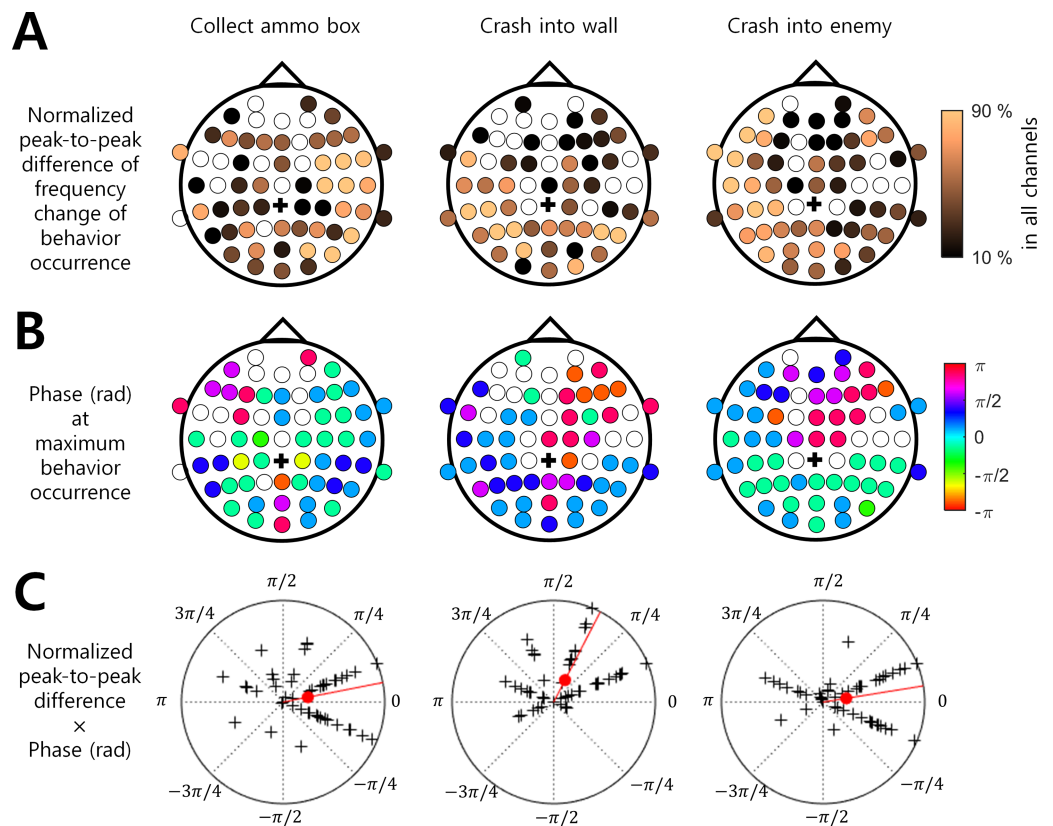 A
Collect ammo box
Crash into wall
Crash into enemy
Normalized
peak-to-peak
difference of
frequency
change of
behavior
occurrence
90 %
10 %
in all channels
B
Phase (rad)
at
maximum
behavior
occurrence
π
π/2
0
-π/2
-π
C
Normalized
peak-to-peak
difference
×
Phase (rad)
π/2
3π/4
π/4
π
0
−3π/4
−π/4
−π/2
π/2
3π/4
π/4
π
0
−3π/4
−π/4
−π/2
π/2
3π/4
π/4
π
0
−3π/4
−π/4
−π/2